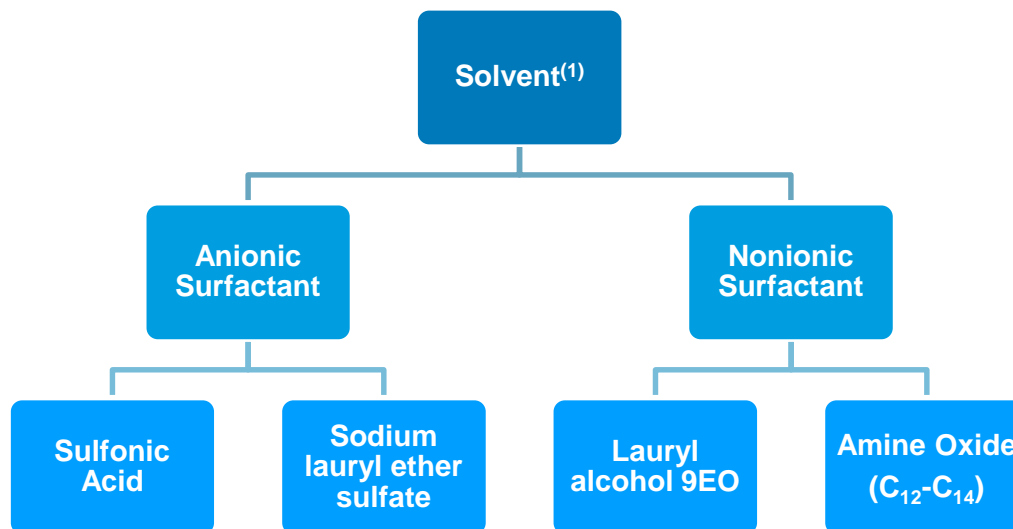 Solvent(1)
Anionic
Surfactant
Nonionic
Surfactant
Sulfonic
Acid
Sodium
lauryl ether
sulfate
Lauryl
alcohol 9EO
Amine Oxide
(C12-C14)